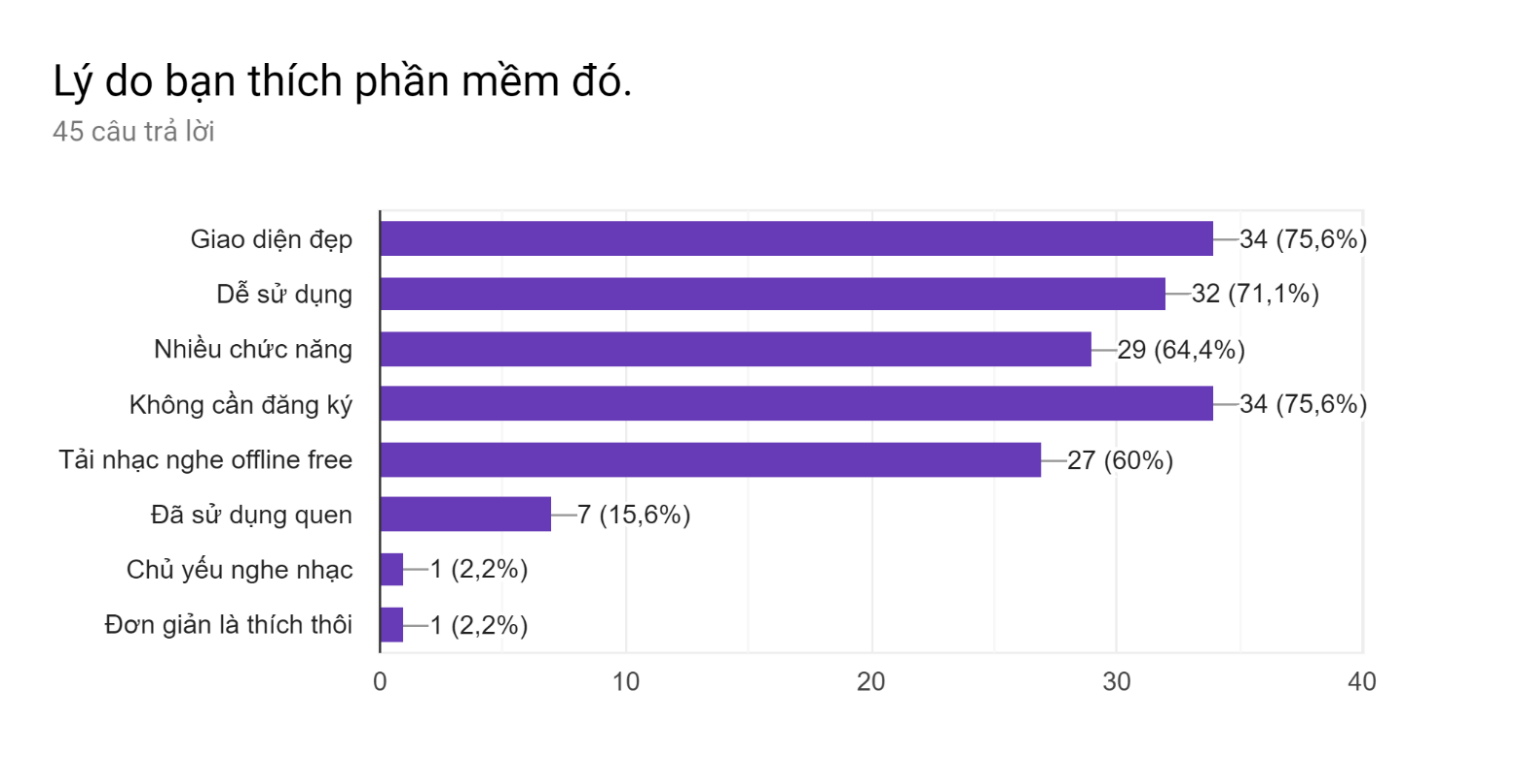 Lý do bạn thích phần mềm đó.
45 câu trả lời
Giao diện đẹp 34 (75,6%)
Dễ sử dụng 32 (71,1%)
Nhiều chức năng 29 (64,4%)
Không cần đăng ký 34 (75,6%)
Tải nhạc nghe offline free 27 (60%)
Đã sử dụng quen 7 (15,6%)
Chủ yếu nghe nhạc 1 (2,2%)
Đơn giản là thích thôi 1 (2,2%)
0 10 20 30 40